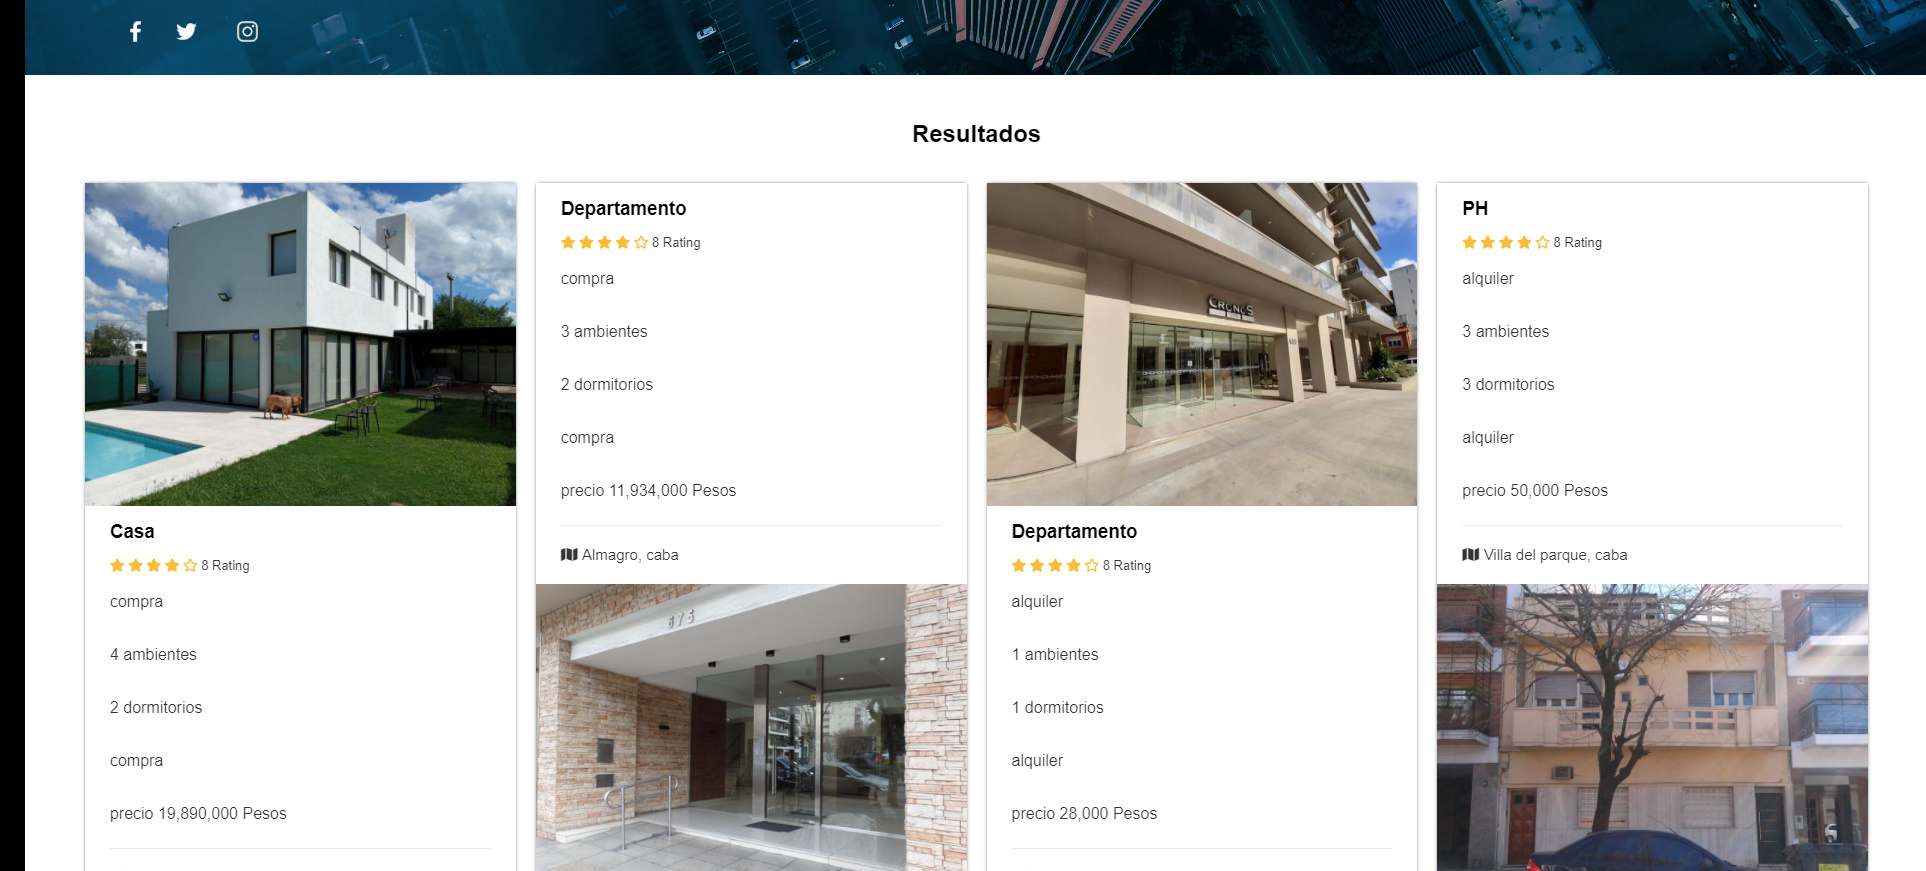 Resultados
Casa
8 Rating
compra
4 ambientes
2 dormitorios
compra
precio 19,890,000 Pesos
Departamento
8 Rating
compra
3 ambientes
2 dormitorios
compra
precio 11,934,000 Pesos
Almagro, caba
675
CRONOS
Departamento
8 Rating
alquiler
1 ambientes
1 dormitorios
alquiler
precio 28,000 Pesos
PH
8 Rating
alquiler
3 ambientes
3 dormitorios
alquiler
precio 50,000 Pesos
Villa del parque, caba